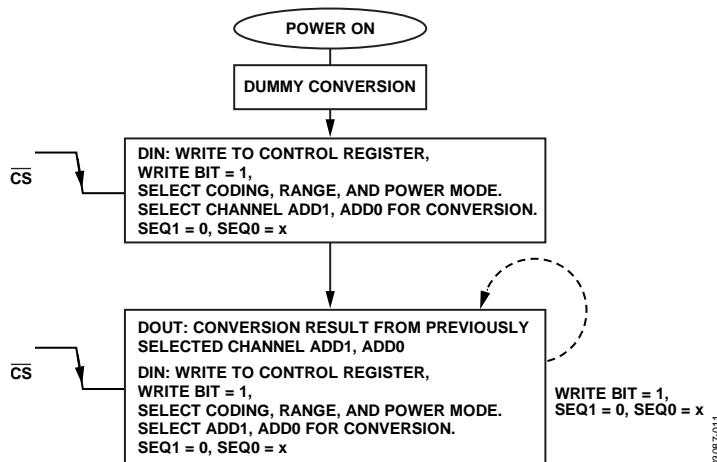 POWER ON
DUMMY CONVERSION
CS
DIN: WRITE TO CONTROL REGISTER,
WRITE BIT = 1,
SELECT CODING, RANGE, AND POWER MODE.
SELECT CHANNEL ADD1, ADD0 FOR CONVERSION.
SEQ1 = 0, SEQ0 = x
CS
DOUT: CONVERSION RESULT FROM PREVIOUSLY
SELECTED CHANNEL ADD1, ADD0
DIN: WRITE TO CONTROL REGISTER,
WRITE BIT = 1,
SELECT CODING, RANGE, AND POWER MODE.
SELECT ADD1, ADD0 FOR CONVERSION.
SEQ1 = 0, SEQ0 = x
WRITE BIT = 1,
SEQ1 = 0, SEQ0 = x